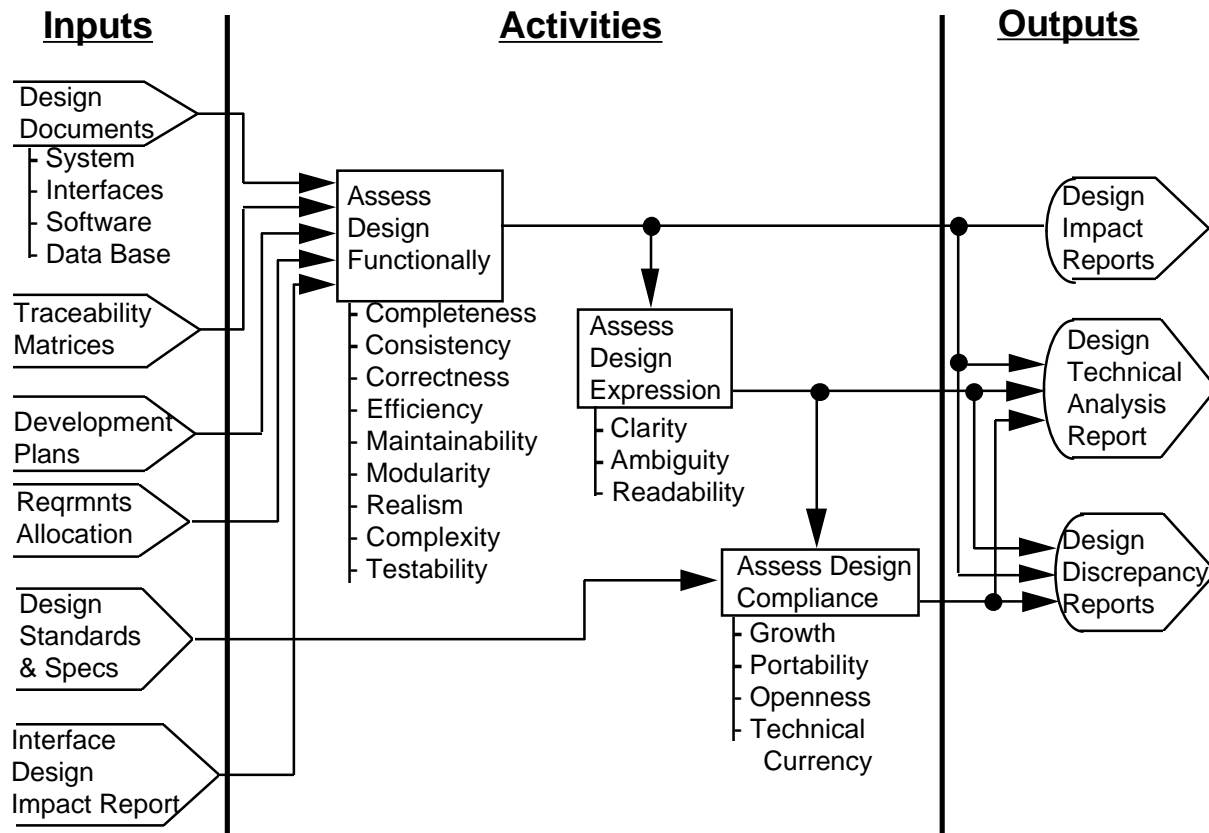 Inputs
Activities
Outputs
Design
Documents
- System
- Interfaces
- Software
- Data Base
Traceability
Matrices
Development
Plans
Reqrmnts
Allocation
Design
Standards
& Specs
Interface
Design
Impact Report
Assess
Design
Functionally
- Completeness
- Consistency
- Correctness
- Efficiency
- Maintainability
- Modularity
- Realism
- Complexity
- Testability
Assess
Design
Expression
- Clarity
- Ambiguity
- Readability
Assess Design
Compliance
- Growth
- Portability
- Openness
- Technical
Currency
Design
Impact
Reports
Design
Technical
Analysis
Report
Design
Discrepancy
Reports